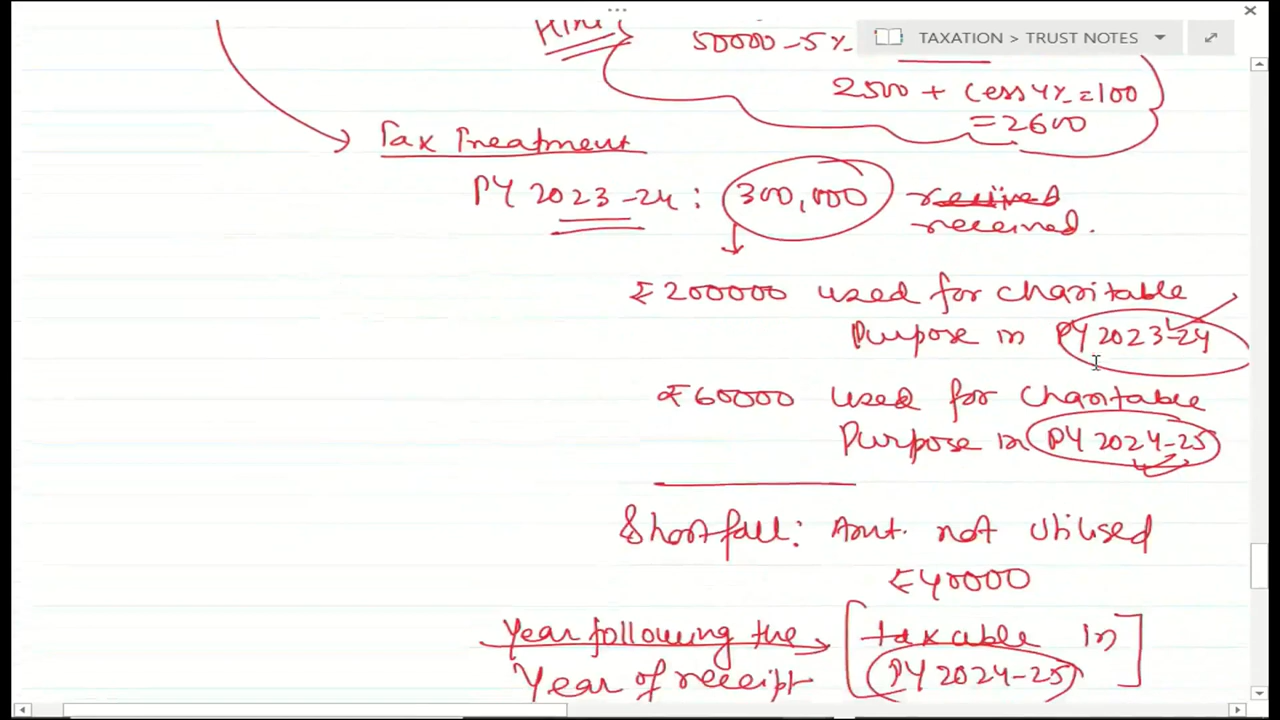 Hint
50000 - 5%
TAXATION > TRUST NOTES
2500 + Cess 4% = 100
= 2600
Tax Treatment
PY 2023-24 : 300,000 received
received.
₹200000 used for charitable
Purpose in PY 2023-24
₹60000 used for charitable
Purpose in PY 2024-25
Shortfall: Amt. not utilised
₹40000
Year following the [taxable in
Year of receipt PY 2024-25]